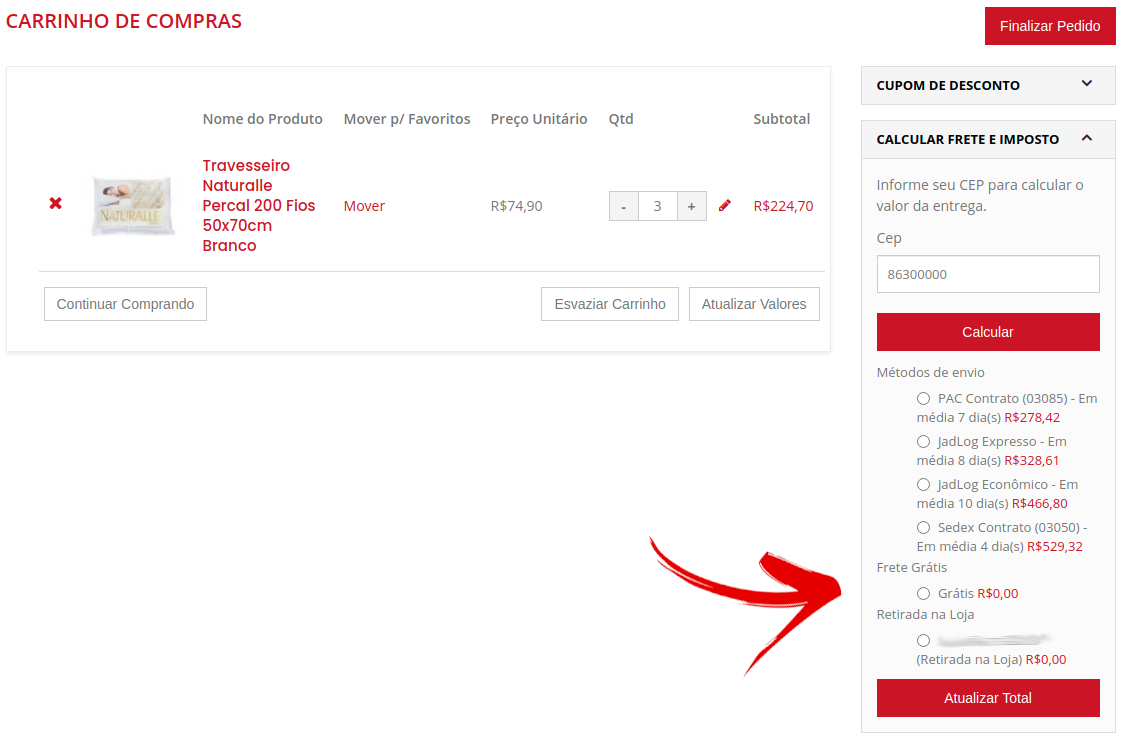 CARRINHO DE COMPRAS
Finalizar Pedido
Nome do Produto Mover p/ Favoritos Preço Unitário Qtd Subtotal
NATURALLE
Travesseiro
Naturalle
Percal 200 Fios
50x70cm
Branco
Mover
R$74,90
- 3 +
R$224,70
Continuar Comprando
Esvaziar Carrinho
Atualizar Valores
CUPOM DE DESCONTO
CALCULAR FRETE E IMPOSTO
Informe seu CEP para calcular o
valor da entrega.
Cep
86300000
Calcular
Métodos de envio
PAC Contrato (03085) - Em
média 7 dia(s) R$278,42
JadLog Expresso - Em
média 8 dia(s) R$328,61
JadLog Econômico - Em
média 10 dia(s) R$466,80
Sedex Contrato (03050) -
Em média 4 dia(s) R$529,32
Frete Grátis
Grátis R$0,00
Retirada na Loja
(Retirada na Loja) R$0,00
Atualizar Total